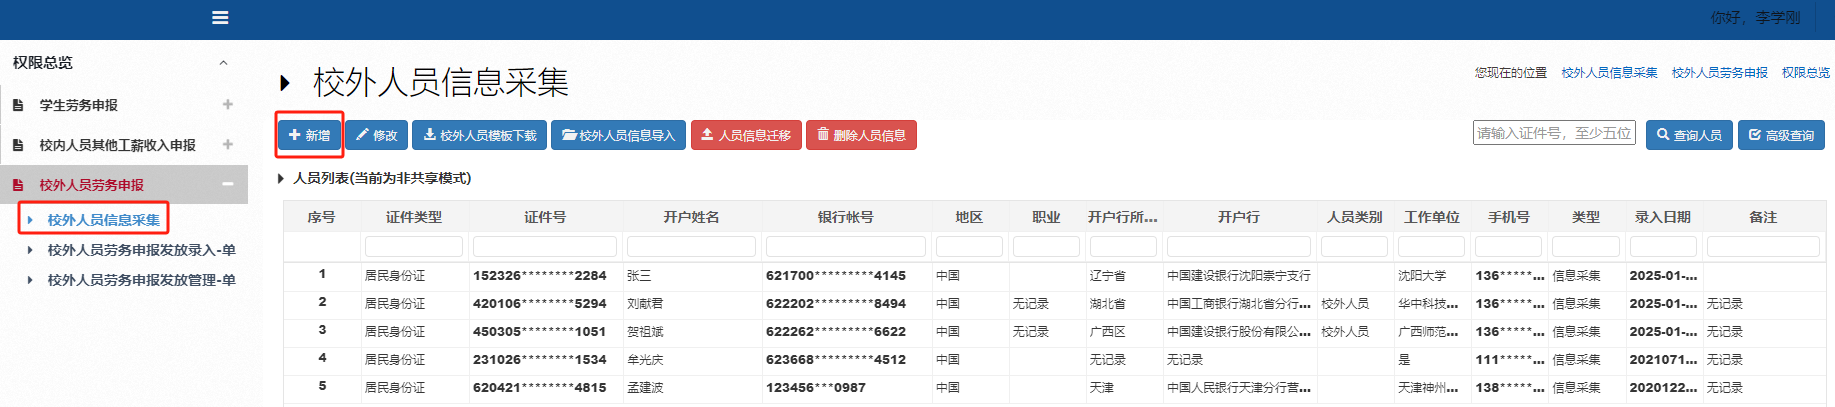 你好，李学刚
权限总览
学生劳务申报
校内人员其他工薪收入申报
校外人员劳务申报
校外人员信息采集
校外人员劳务申报发放录入-单
校外人员劳务申报发放管理-单
校外人员信息采集
您现在的位置 校外人员信息采集 校外人员劳务申报 权限总览
新增 修改 校外人员模板下载 校外人员信息导入 人员信息迁移 删除人员信息 请输入证件号，至少五位 查询人员 高级查询
人员列表(当前为非共享模式)
序号 证件类型 证件号 开户姓名 银行帐号 地区 职业 开户行所... 开户行 人员类别 工作单位 手机号 类型 录入日期 备注
1 居民身份证 152326********2284 张三 621700*********4145 中国 辽宁省 中国建设银行沈阳崇宁支行 沈阳大学 136*****... 信息采集 2025-01-...
2 居民身份证 420106********5294 刘献君 622202*********8494 中国 无记录 湖北省 中国工商银行湖北省分行... 校外人员 华中科技... 136*****... 信息采集 2025-01-... 无记录
3 居民身份证 450305********1051 贺祖斌 622262*********6622 中国 无记录 广西区 中国建设银行股份有限公... 校外人员 广西师范... 136*****... 信息采集 2025-01-... 无记录
4 居民身份证 231026********1534 牟光庆 623668*********4512 中国 无记录 无记录 是 111*****... 信息采集 2021071... 无记录
5 居民身份证 620421********4815 孟建波 123456***0987 中国 天津 中国人民银行天津分行营... 天津神州... 138*****... 信息采集 2020122... 无记录